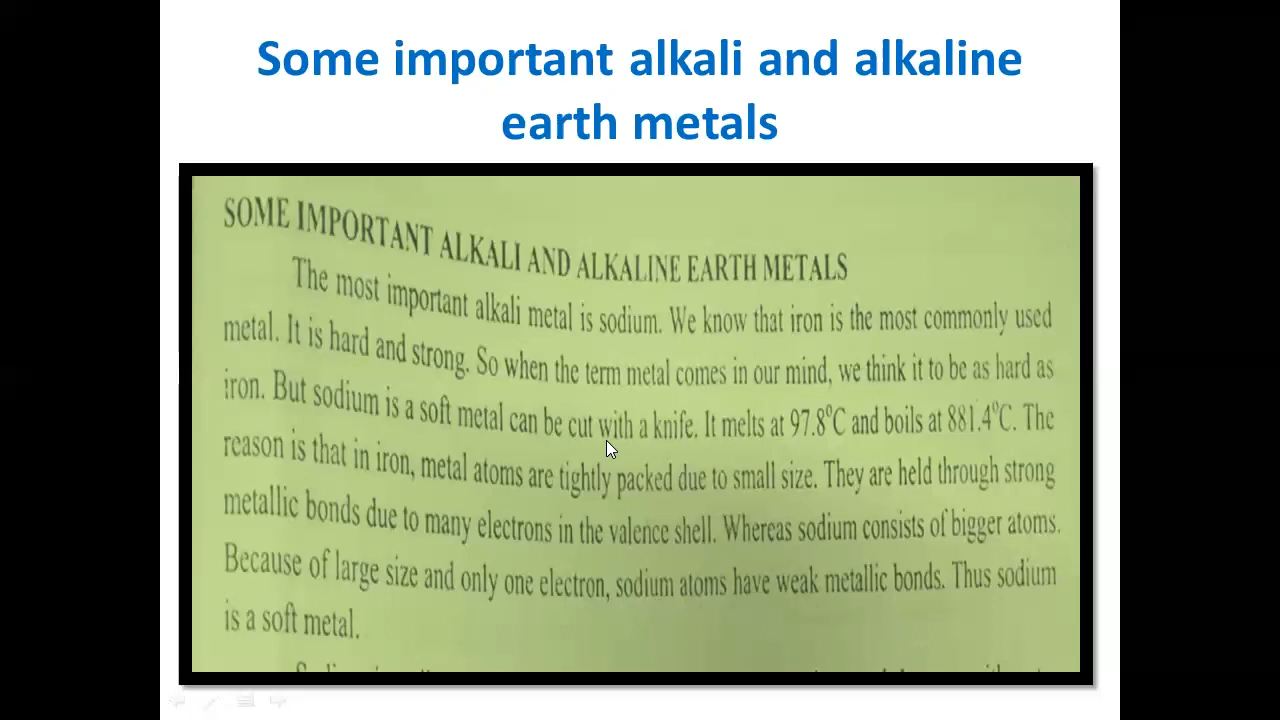 Some important alkali and alkaline
earth metals
SOME IMPORTANT ALKALI AND ALKALINE EARTH METALS
The most important alkali metal is sodium. We know that iron is the most commonly used
metal. It is hard and strong. So when the term metal comes in our mind, we think it to be as hard as
iron. But sodium is a soft metal can be cut with a knife. It melts at 97.8⁰C and boils at 881.4⁰C. The
reason is that in iron, metal atoms are tightly packed due to small size. They are held through strong
metallic bonds due to many electrons in the valence shell. Whereas sodium consists of bigger atoms.
Because of large size and only one electron, sodium atoms have weak metallic bonds. Thus sodium
is a soft metal.